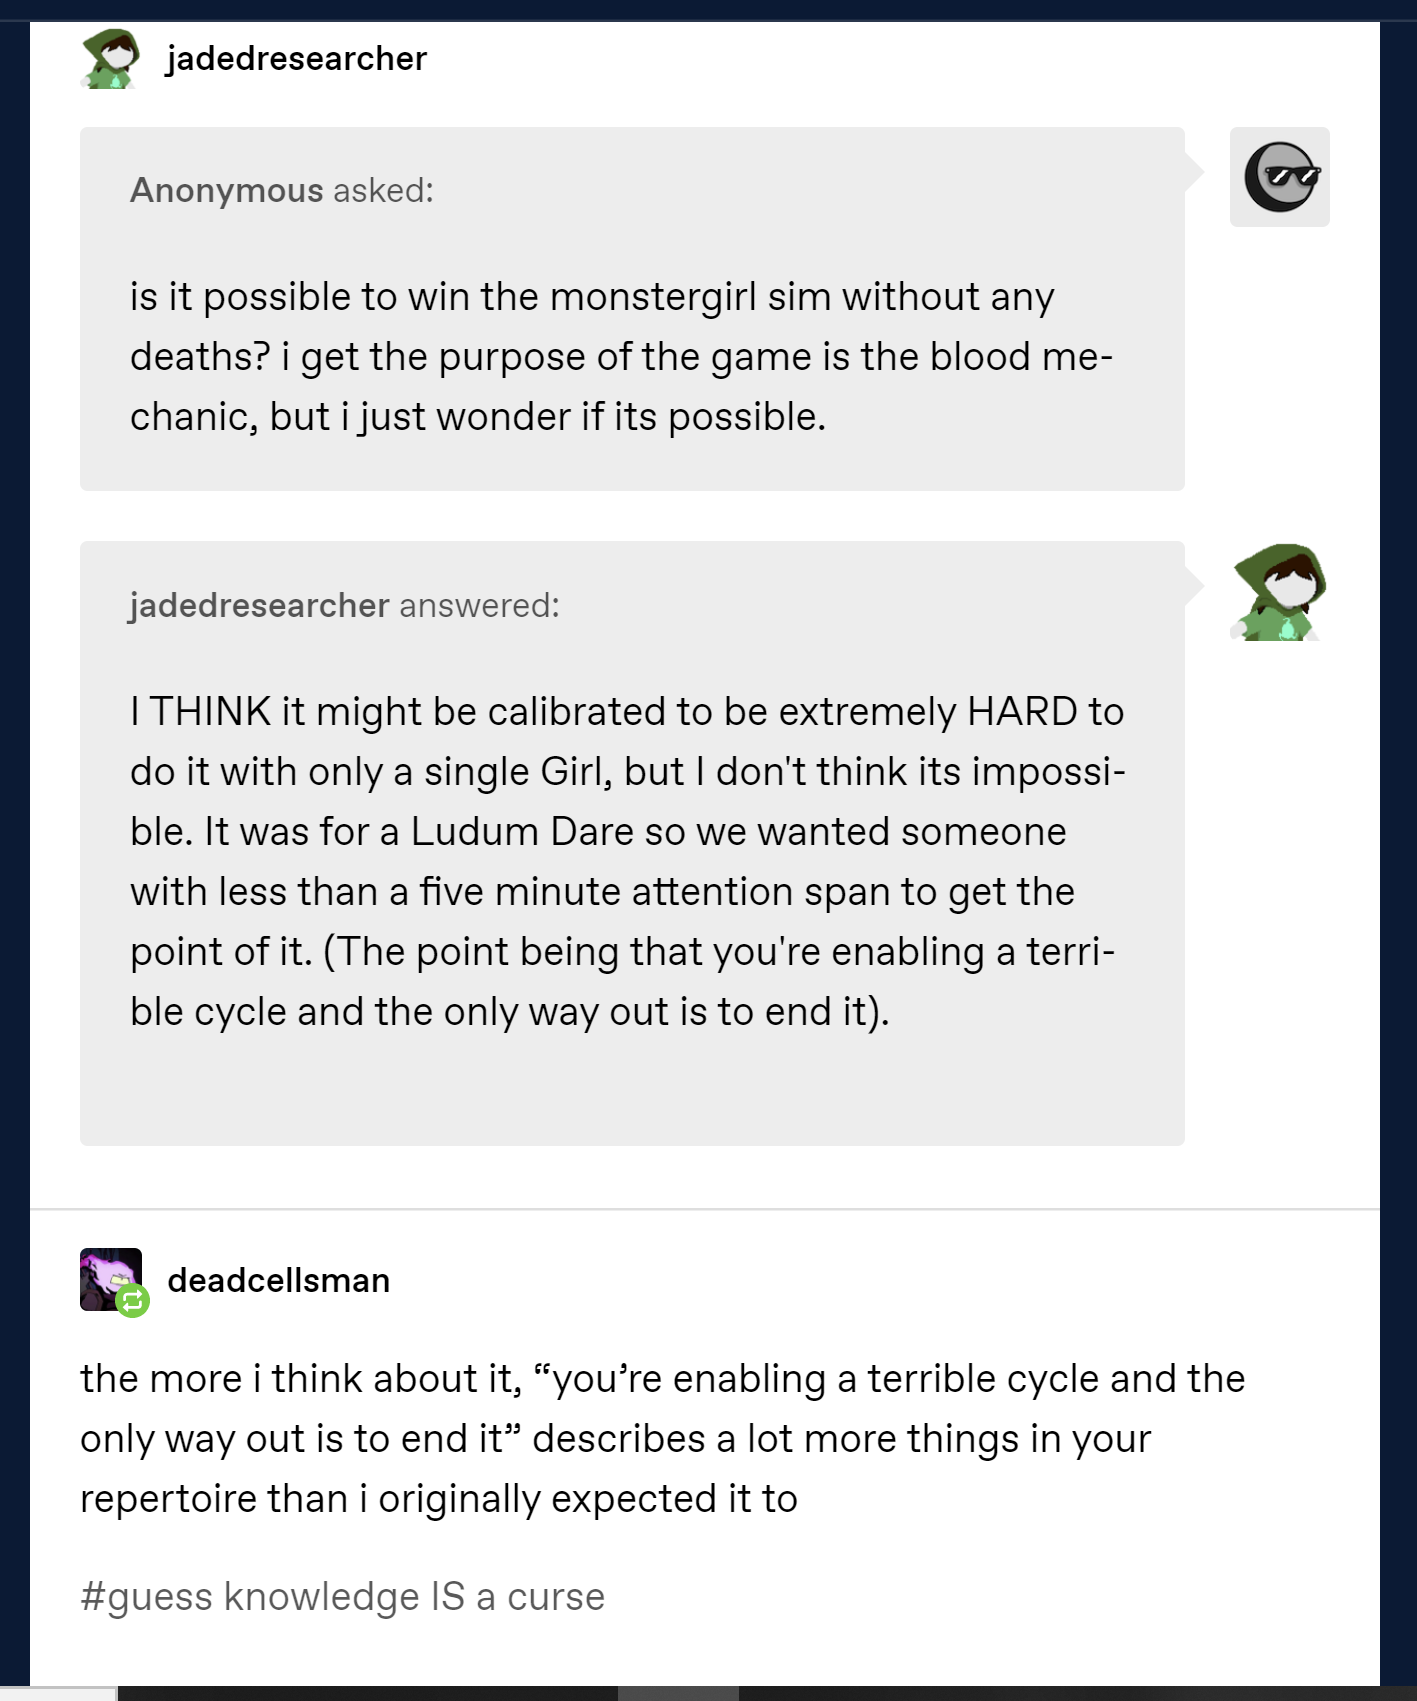 jadedresearcher
Anonymous asked:
is it possible to win the monstergirl sim without any
deaths? i get the purpose of the game is the blood me-
chanic, but i just wonder if its possible.
jadedresearcher answered:
I THINK it might be calibrated to be extremely HARD to
do it with only a single Girl, but I don't think its impossi-
ble. It was for a Ludum Dare so we wanted someone
with less than a five minute attention span to get the
point of it. (The point being that you're enabling a terri-
ble cycle and the only way out is to end it).
deadcellsman
the more i think about it, “you’re enabling a terrible cycle and the
only way out is to end it” describes a lot more things in your
repertoire than i originally expected it to
#guess knowledge IS a curse